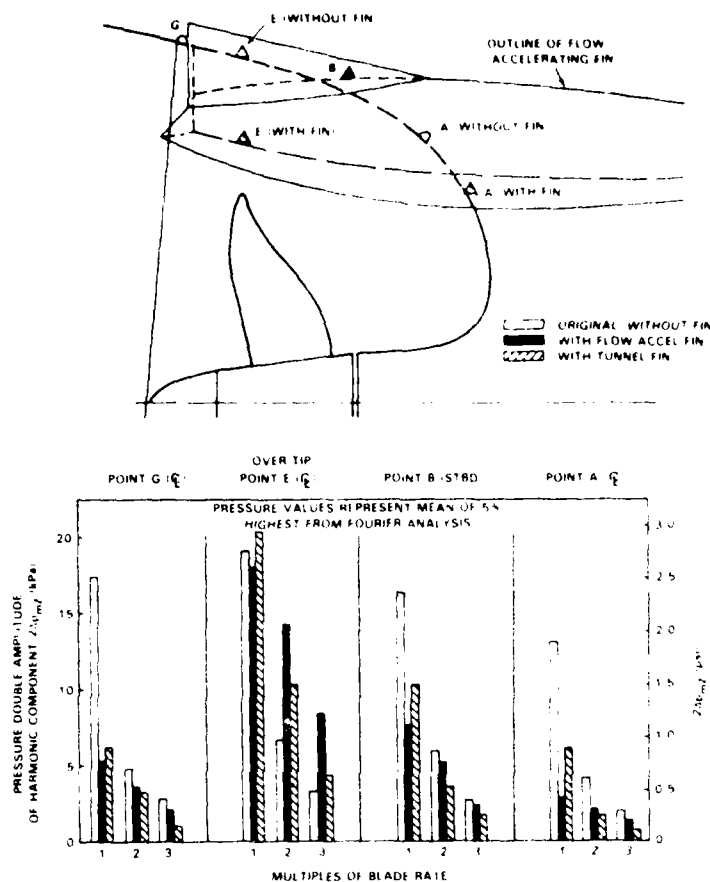 E (WITHOUT FIN)
G
OUTLINE OF FLOW
ACCELERATING FIN
B
E (WITH FIN)
A WITHOUT FIN
A WITH FIN
ORIGINAL WITHOUT FIN
WITH FLOW ACCEL FIN
WITH TUNNEL FIN
OVER TIP
POINT G (℄) POINT E (℄) POINT B (STBD POINT A ℄
PRESSURE VALUES REPRESENT MEAN OF 5%
HIGHEST FROM FOURIER ANALYSIS
PRESSURE DOUBLE AMPLITUDE
OF HARMONIC COMPONENT (kPa)
20
15
10
5
0
3.0
2.5
2.0
1.5
1.0
0.5
0
1 2 3 1 2 3 1 2 3 1 2 3
MULTIPLES OF BLADE RATE